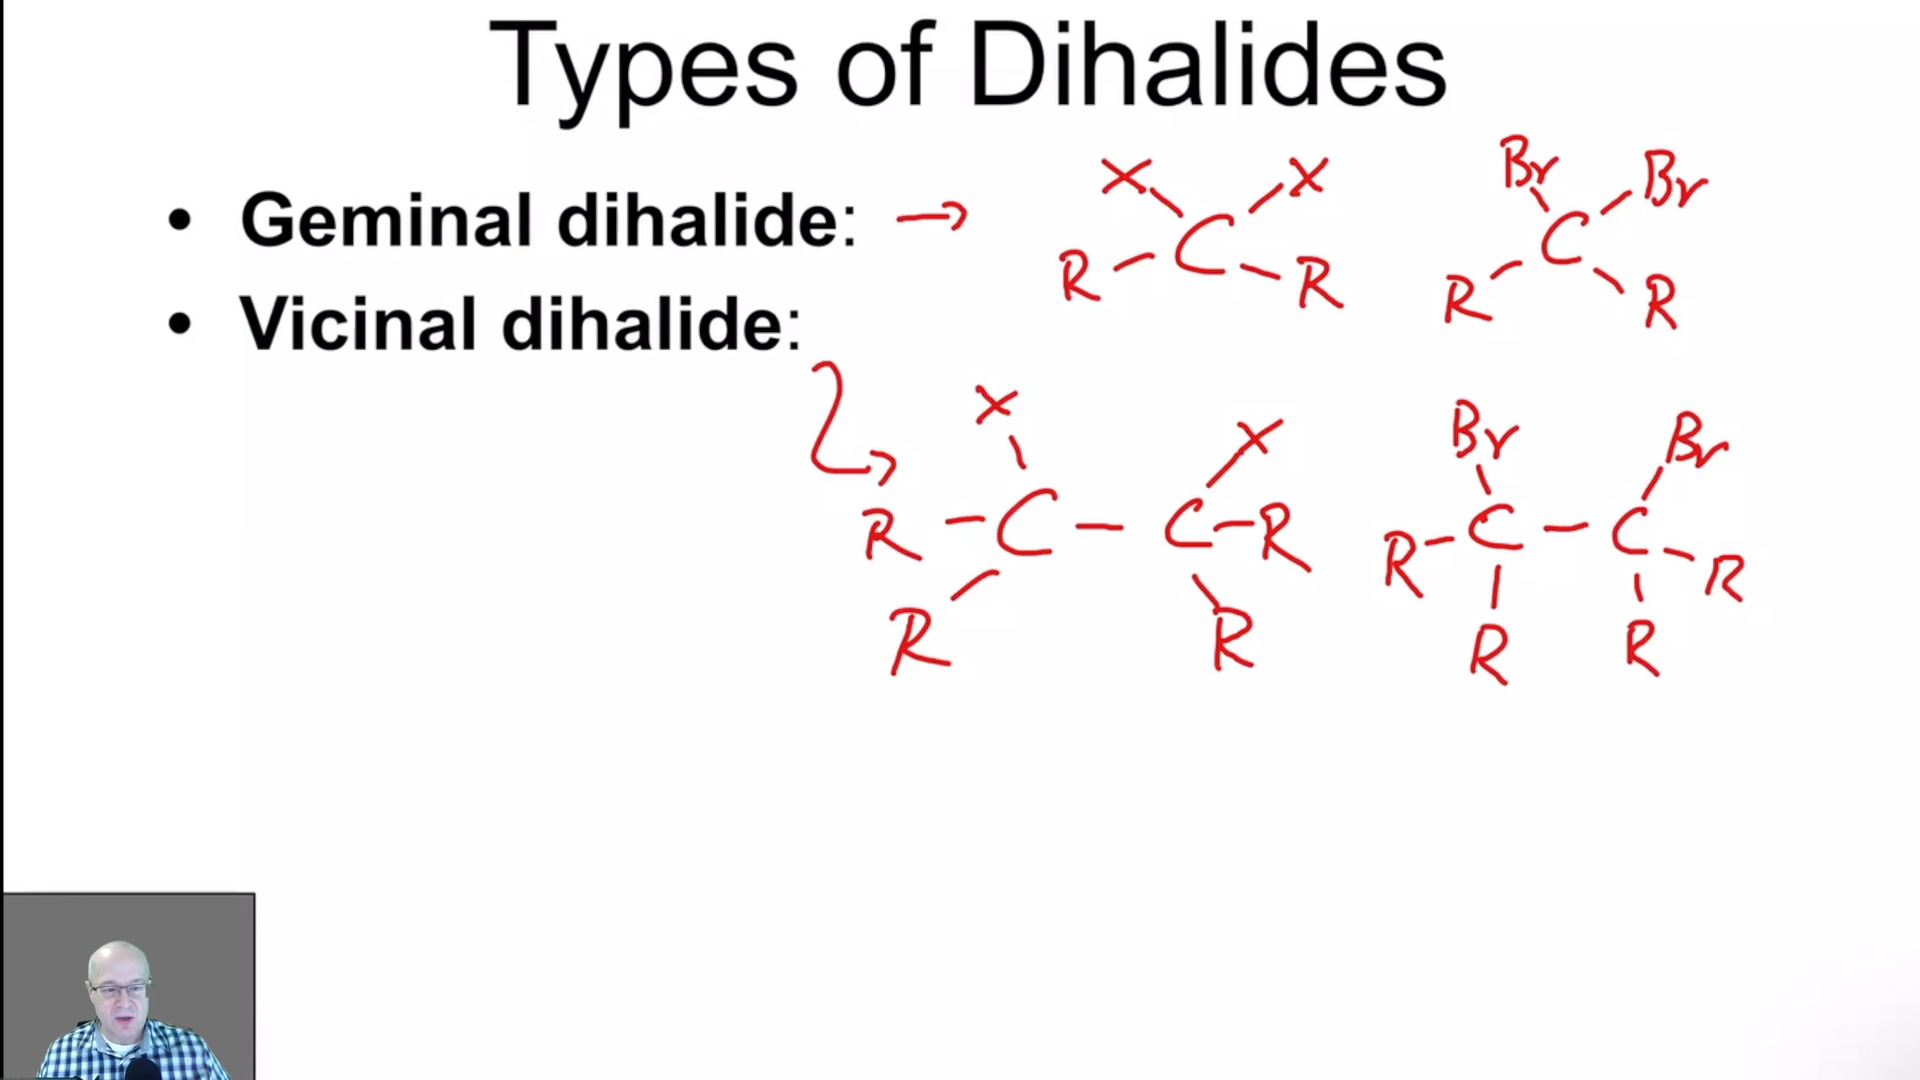 Types of Dihalides
• Geminal dihalide: →
X X
C
R R
Br Br
C
R R
• Vicinal dihalide:
X X
R - C - C - R
R R
Br Br
R - C - C - R
R R